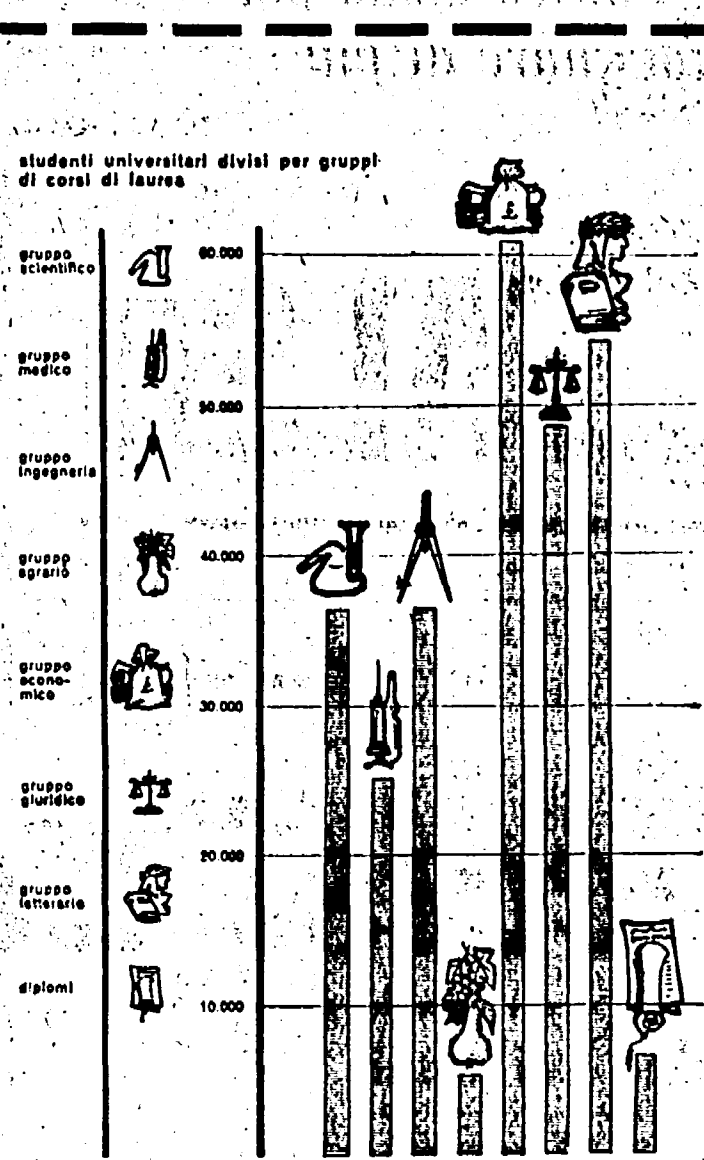 studenti universitari divisi per gruppi
di corsi di laurea
gruppo
scientifico
60.000
gruppo
medico
50.000
gruppo
ingegneria
gruppo
agrario
40.000
gruppo
econo-
mico
£
£
30.000
gruppo
giuridico
20.000
gruppo
letterario
diplomi
10.000